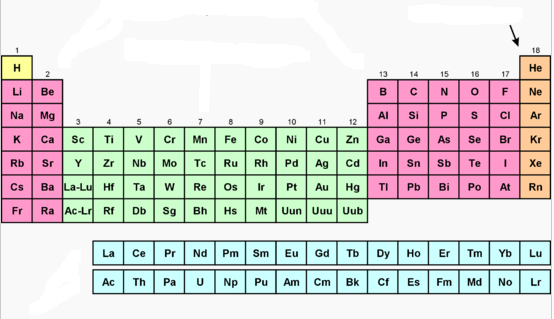 1 18
H He
2 13 14 15 16 17
Li Be B C N O F Ne
Na Mg Al Si P S Cl Ar
3 4 5 6 7 8 9 10 11 12
K Ca Sc Ti V Cr Mn Fe Co Ni Cu Zn Ga Ge As Se Br Kr
Rb Sr Y Zr Nb Mo Tc Ru Rh Pd Ag Cd In Sn Sb Te I Xe
Cs Ba La-Lu Hf Ta W Re Os Ir Pt Au Hg Tl Pb Bi Po At Rn
Fr Ra Ac-Lr Rf Db Sg Bh Hs Mt Uun Uuu Uub
La Ce Pr Nd Pm Sm Eu Gd Tb Dy Ho Er Tm Yb Lu
Ac Th Pa U Np Pu Am Cm Bk Cf Es Fm Md No Lr